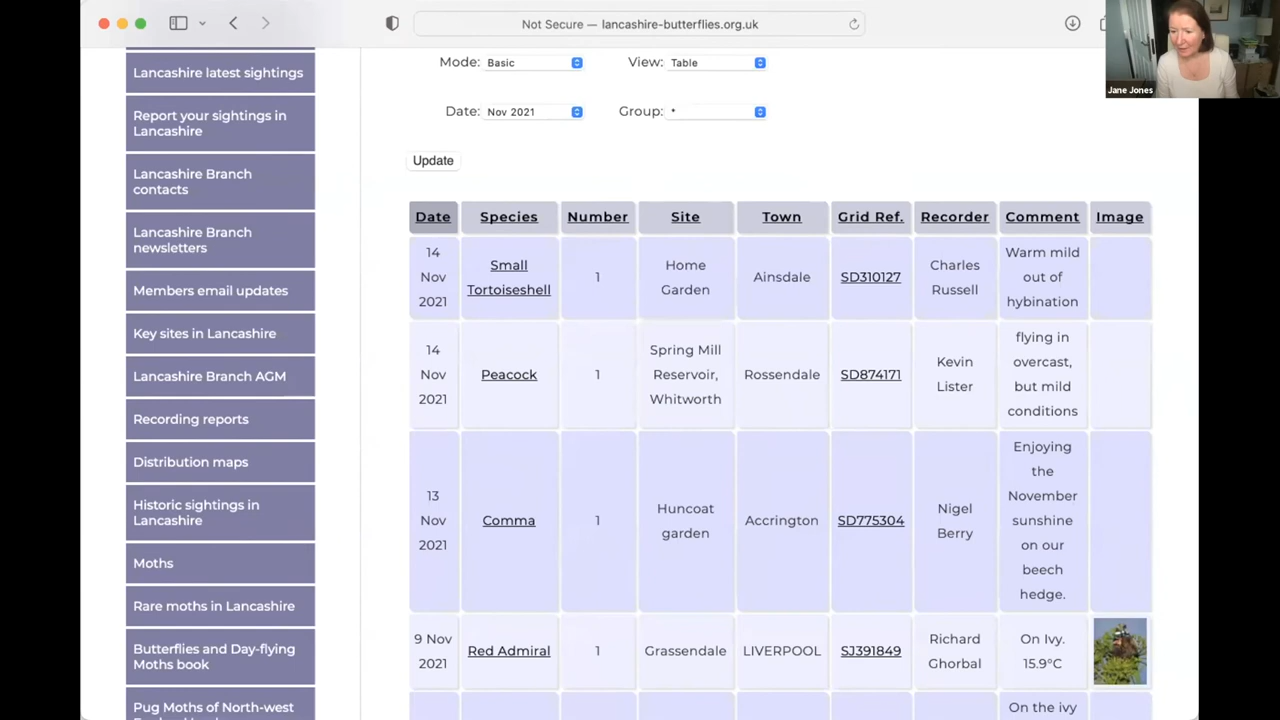 Not Secure — lancashire-butterflies.org.uk
Jane Jones
Lancashire latest sightings
Report your sightings in
Lancashire
Lancashire Branch
contacts
Lancashire Branch
newsletters
Members email updates
Key sites in Lancashire
Lancashire Branch AGM
Recording reports
Distribution maps
Historic sightings in
Lancashire
Moths
Rare moths in Lancashire
Butterflies and Day-flying
Moths book
Pug Moths of North-west
Mode: Basic View: Table
Date: Nov 2021 Group: *
Update
Date Species Number Site Town Grid Ref. Recorder Comment Image
14
Nov
2021
Small
Tortoiseshell
1
Home
Garden
Ainsdale
SD310127
Charles
Russell
Warm mild
out of
hybination
14
Nov
2021
Peacock
1
Spring Mill
Reservoir,
Whitworth
Rossendale
SD874171
Kevin
Lister
flying in
overcast,
but mild
conditions
13
Nov
2021
Comma
1
Huncoat
garden
Accrington
SD775304
Nigel
Berry
Enjoying
the
November
sunshine
on our
beech
hedge.
9 Nov
2021
Red Admiral
1
Grassendale
LIVERPOOL
SJ391849
Richard
Ghorbal
On Ivy.
15.9°C
On the ivy